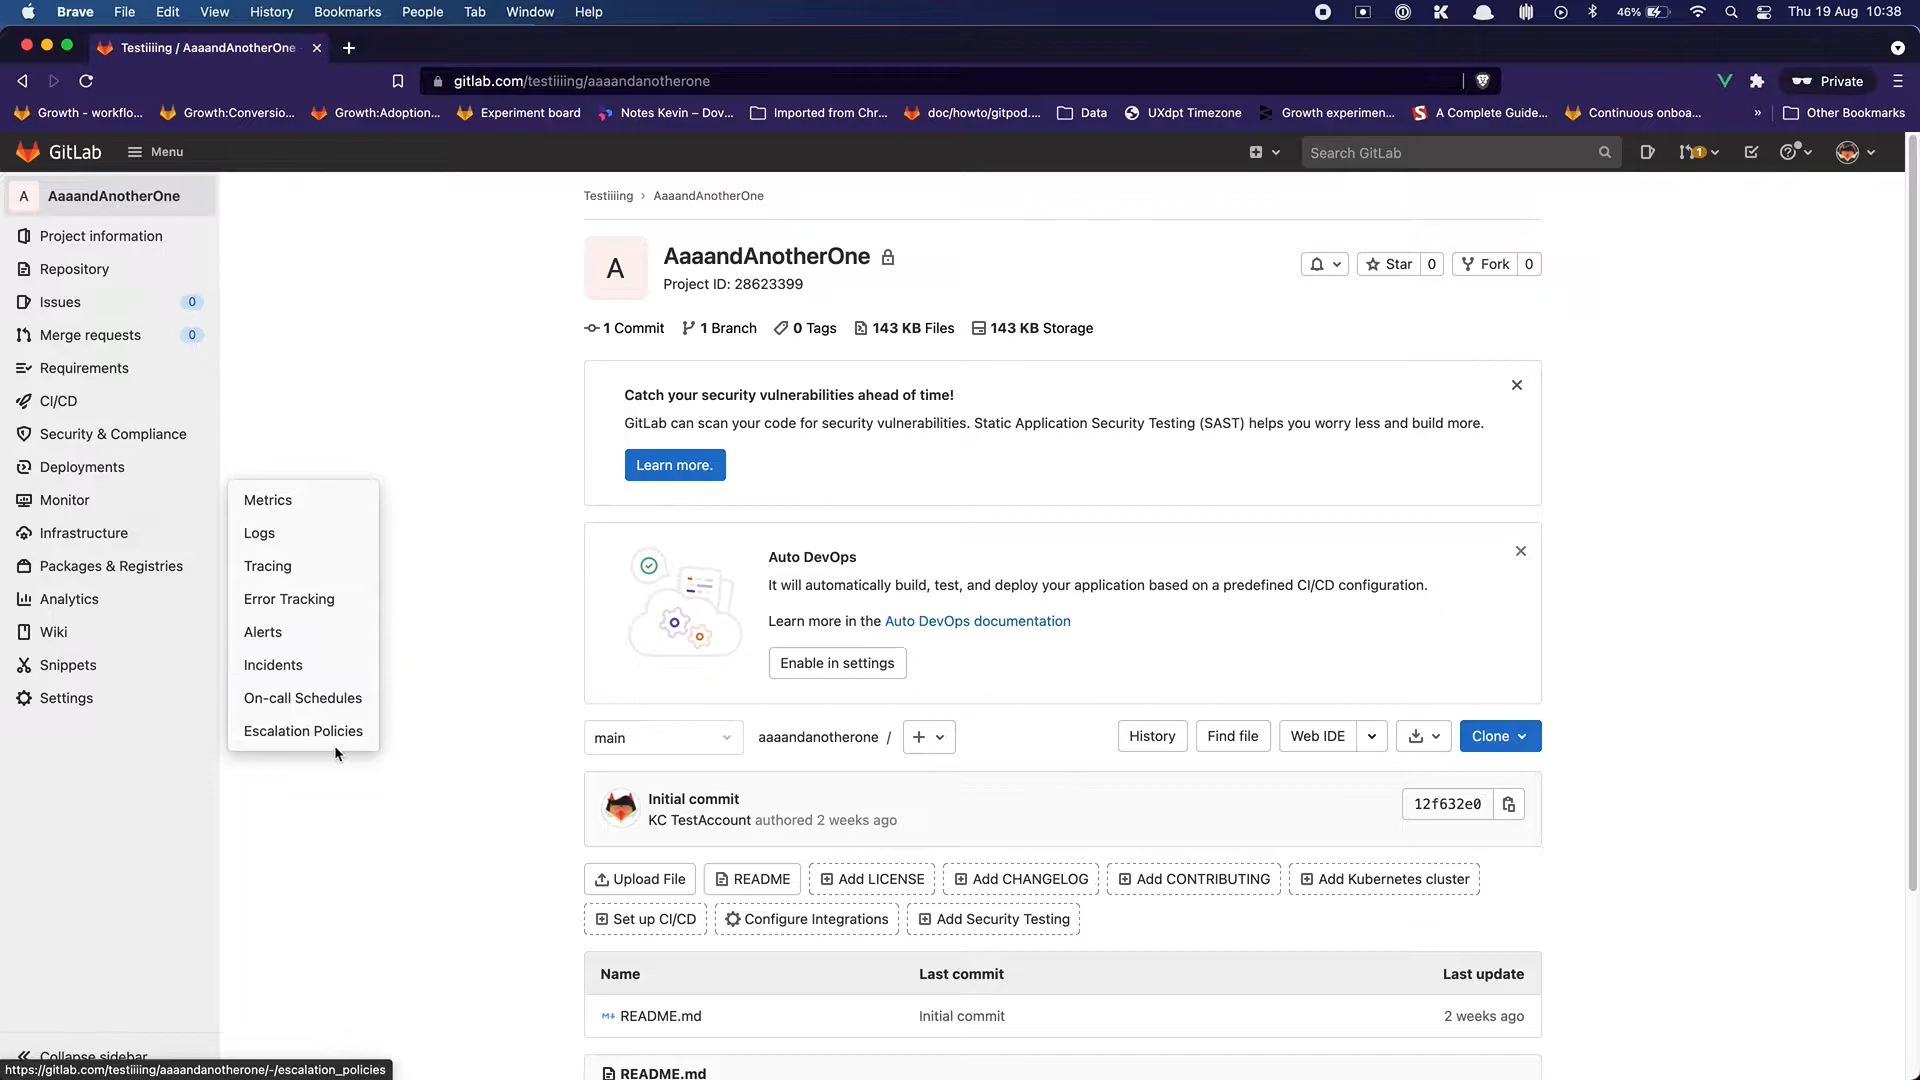 Brave File Edit View History Bookmarks People Tab Window Help 46% Thu 19 Aug 10:38
Testiiiing / AaaandAnotherOne
gitlab.com/testiiiing/aaaandanotherone Private
Growth - workflo... Growth:Conversio... Growth:Adoption... Experiment board Notes Kevin – Dov... Imported from Chr... doc/howto/gitpod.... Data UXdpt Timezone Growth experimen... A Complete Guide... Continuous onboa... » Other Bookmarks
GitLab Menu Search GitLab 1
A AaaandAnotherOne
Project information
Repository
Issues 0
Merge requests 0
Requirements
CI/CD
Security & Compliance
Deployments
Monitor
Infrastructure
Packages & Registries
Analytics
Wiki
Snippets
Settings
Collapse sidebar
https://gitlab.com/testiiiing/aaaandanotherone/-/escalation_policies
Metrics
Logs
Tracing
Error Tracking
Alerts
Incidents
On-call Schedules
Escalation Policies
Testiiiing › AaaandAnotherOne
A
AaaandAnotherOne
Project ID: 28623399
Star 0 Fork 0
1 Commit 1 Branch 0 Tags 143 KB Files 143 KB Storage
Catch your security vulnerabilities ahead of time!
GitLab can scan your code for security vulnerabilities. Static Application Security Testing (SAST) helps you worry less and build more.
Learn more.
Auto DevOps
It will automatically build, test, and deploy your application based on a predefined CI/CD configuration.
Learn more in the Auto DevOps documentation
Enable in settings
main aaaandanotherone / + History Find file Web IDE Clone
Initial commit
KC TestAccount authored 2 weeks ago
12f632e0
Upload File README Add LICENSE Add CHANGELOG Add CONTRIBUTING Add Kubernetes cluster
Set up CI/CD Configure Integrations Add Security Testing
Name Last commit Last update
README.md Initial commit 2 weeks ago
README.md